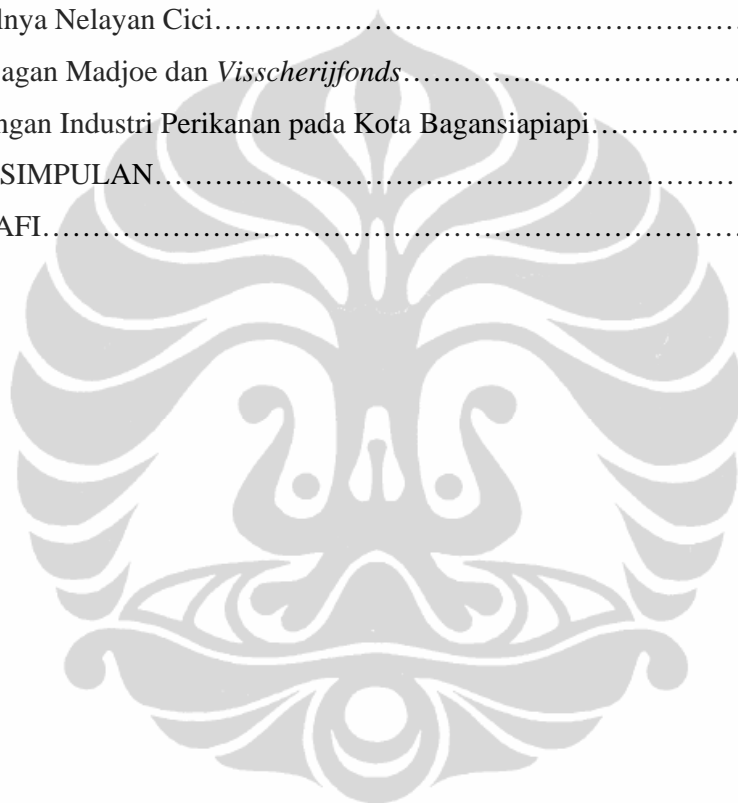 lnya Nelayan Cici…………………………………………………
agan Madjoe dan Visscherijfonds…………………………………
ngan Industri Perikanan pada Kota Bagansiapiapi………………
SIMPULAN………………………………………………………
AFI…………………………………………………………………